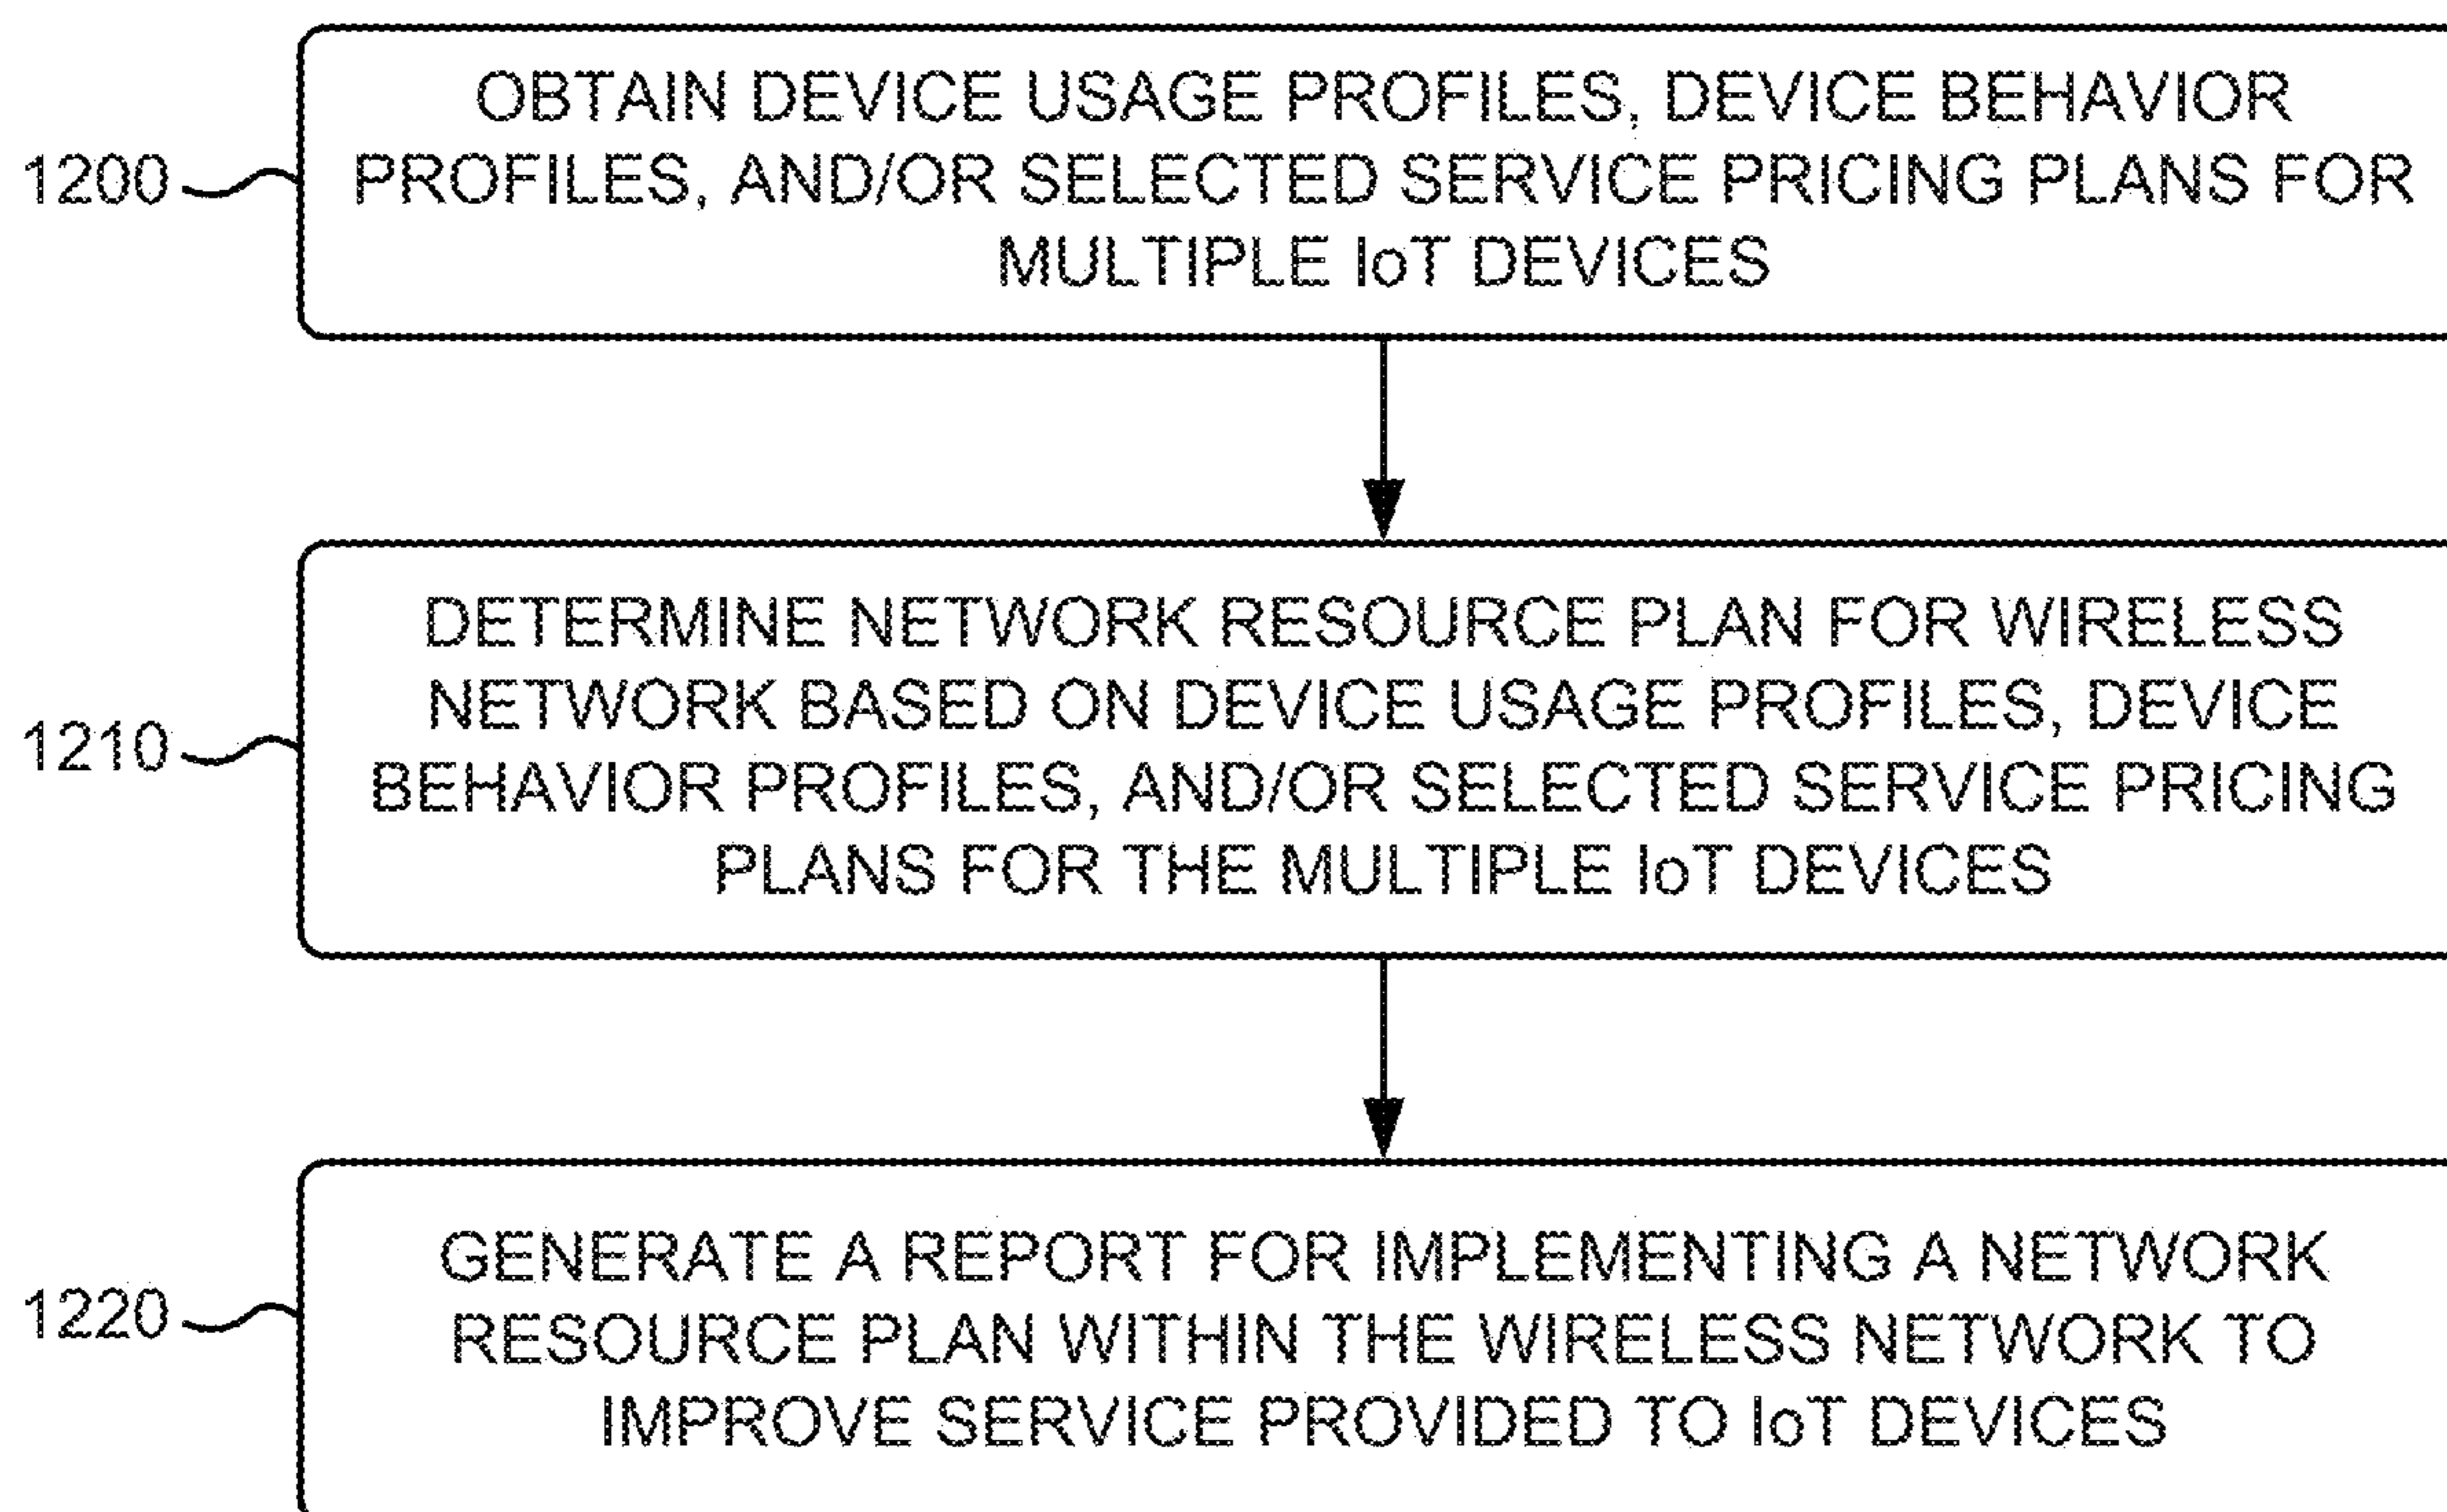 OBTAIN DEVICE USAGE PROFILES, DEVICE BEHAVIOR
1200 PROFILES, AND/OR SELECTED SERVICE PRICING PLANS FOR
MULTIPLE IoT DEVICES
DETERMINE NETWORK RESOURCE PLAN FOR WIRELESS
NETWORK BASED ON DEVICE USAGE PROFILES, DEVICE
1210 BEHAVIOR PROFILES, AND/OR SELECTED SERVICE PRICING
PLANS FOR THE MULTIPLE IoT DEVICES
GENERATE A REPORT FOR IMPLEMENTING A NETWORK
1220 RESOURCE PLAN WITHIN THE WIRELESS NETWORK TO
IMPROVE SERVICE PROVIDED TO IoT DEVICES